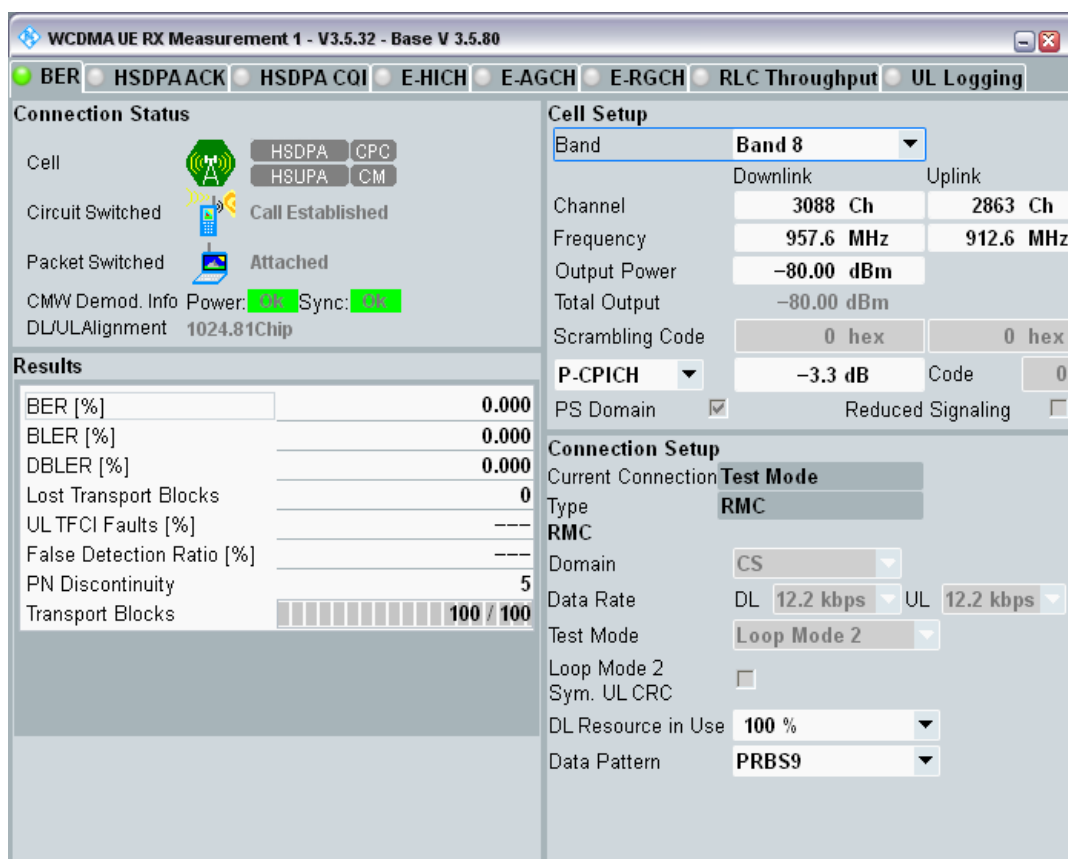 WCDMA UE RX Measurement 1 - V3.5.32 - Base V 3.5.80
BER HSDPA ACK HSDPA CQI E-HICH E-AGCH E-RGCH RLC Throughput UL Logging
Connection Status
Cell HSDPA CPC
HSUPA CM
Circuit Switched Call Established
Packet Switched Attached
CMW Demod. Info Power: Ok Sync: Ok
DL/ULAlignment 1024.81Chip
Results
BER [%] 0.000
BLER [%] 0.000
DBLER [%] 0.000
Lost Transport Blocks 0
UL TFCI Faults [%] ---
False Detection Ratio [%] ---
PN Discontinuity 5
Transport Blocks 100 / 100
Cell Setup
Band Band 8
Downlink Uplink
Channel 3088 Ch 2863 Ch
Frequency 957.6 MHz 912.6 MHz
Output Power -80.00 dBm
Total Output -80.00 dBm
Scrambling Code 0 hex 0 hex
P-CPICH -3.3 dB Code 0
PS Domain Reduced Signaling
Connection Setup
Current Connection Test Mode
Type RMC
RMC
Domain CS
Data Rate DL 12.2 kbps UL 12.2 kbps
Test Mode Loop Mode 2
Loop Mode 2
Sym. UL CRC
DL Resource in Use 100 %
Data Pattern PRBS9